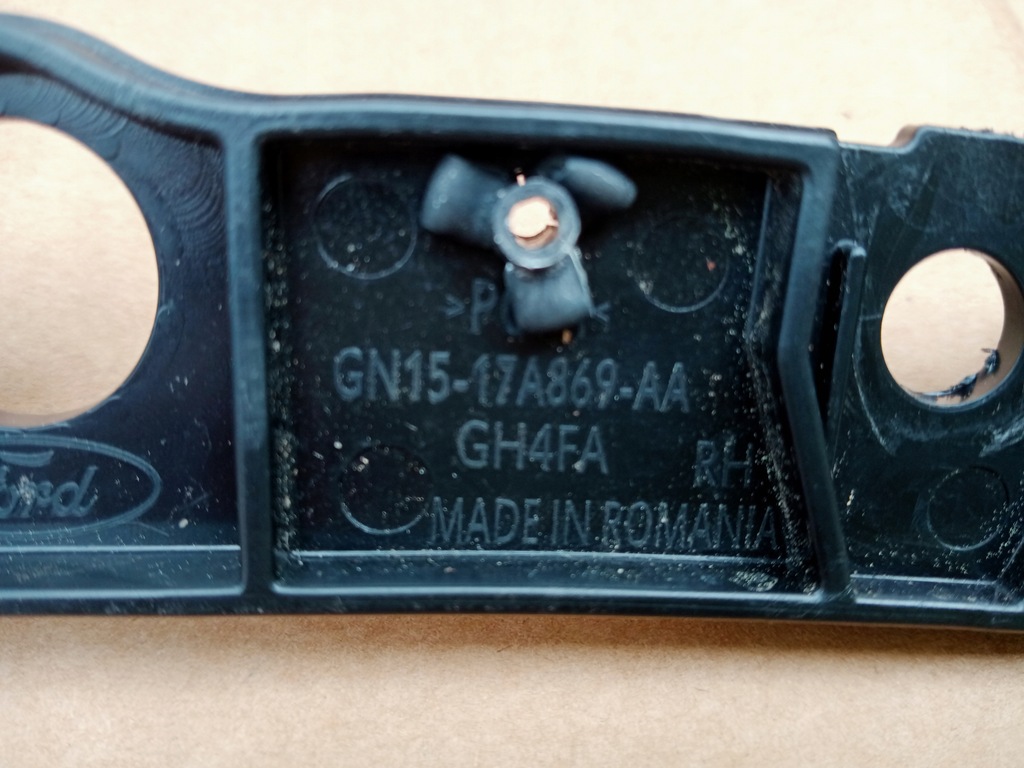 GN15-17A869-AA
GH4FA
RH
MADE IN ROMANIA
Ford